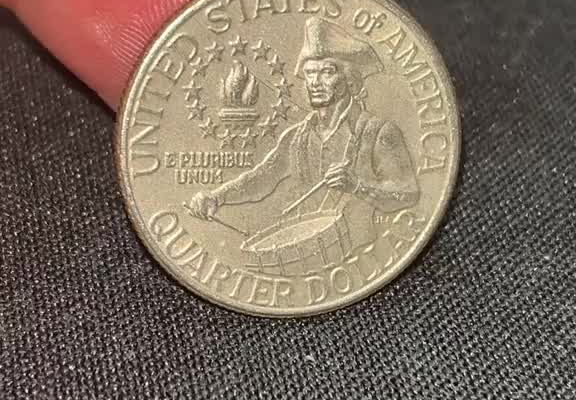 UNITED STATES of AMERICA
E PLURIBUS
UNUM
QUARTER DOLLAR